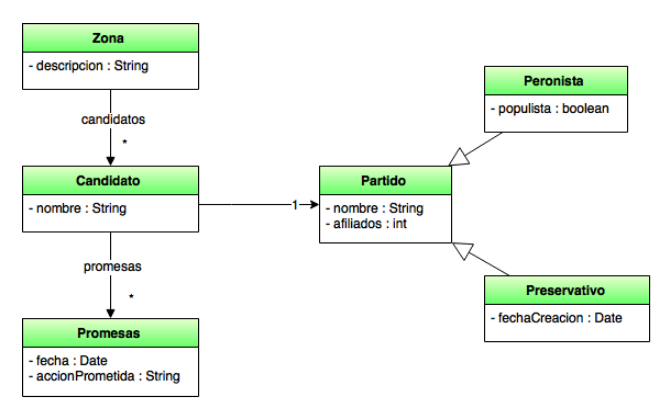 Zona
- descripcion : String
candidatos
*
Candidato
- nombre : String
promesas
*
Promesas
- fecha : Date
- accionPrometida : String
1
Partido
- nombre : String
- afiliados : int
Peronista
- populista : boolean
Preservativo
- fechaCreacion : Date